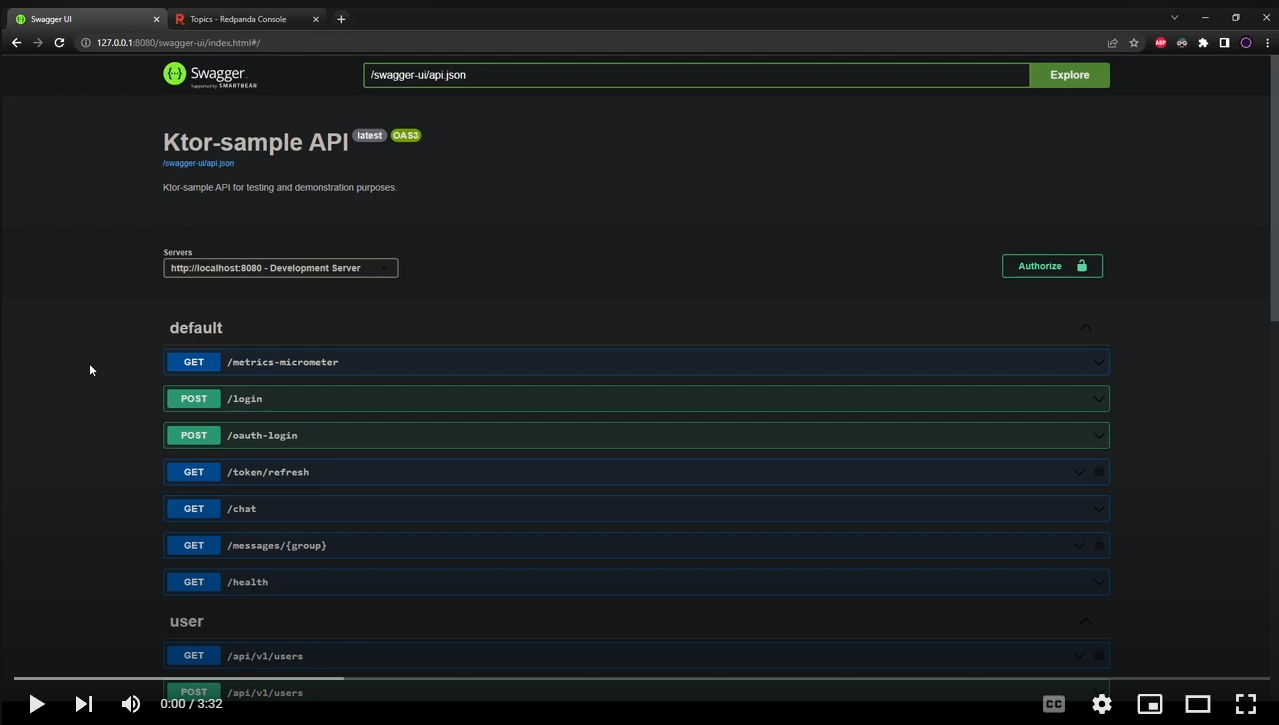 Swagger UI
Topics - Redpanda Console
127.0.0.1:8080/swagger-ui/index.html#/
ABP
Swagger.
Supported by SMARTBEAR
/swagger-ui/api.json
Explore
Ktor-sample API latest OAS3
/swagger-ui/api.json
Ktor-sample API for testing and demonstration purposes.
Servers
http://localhost:8080 - Development Server
Authorize
default
GET /metrics-micrometer
POST /login
POST /oauth-login
GET /token/refresh
GET /chat
GET /messages/{group}
GET /health
user
GET /api/v1/users
POST /api/v1/users
0:00 / 3:32
CC